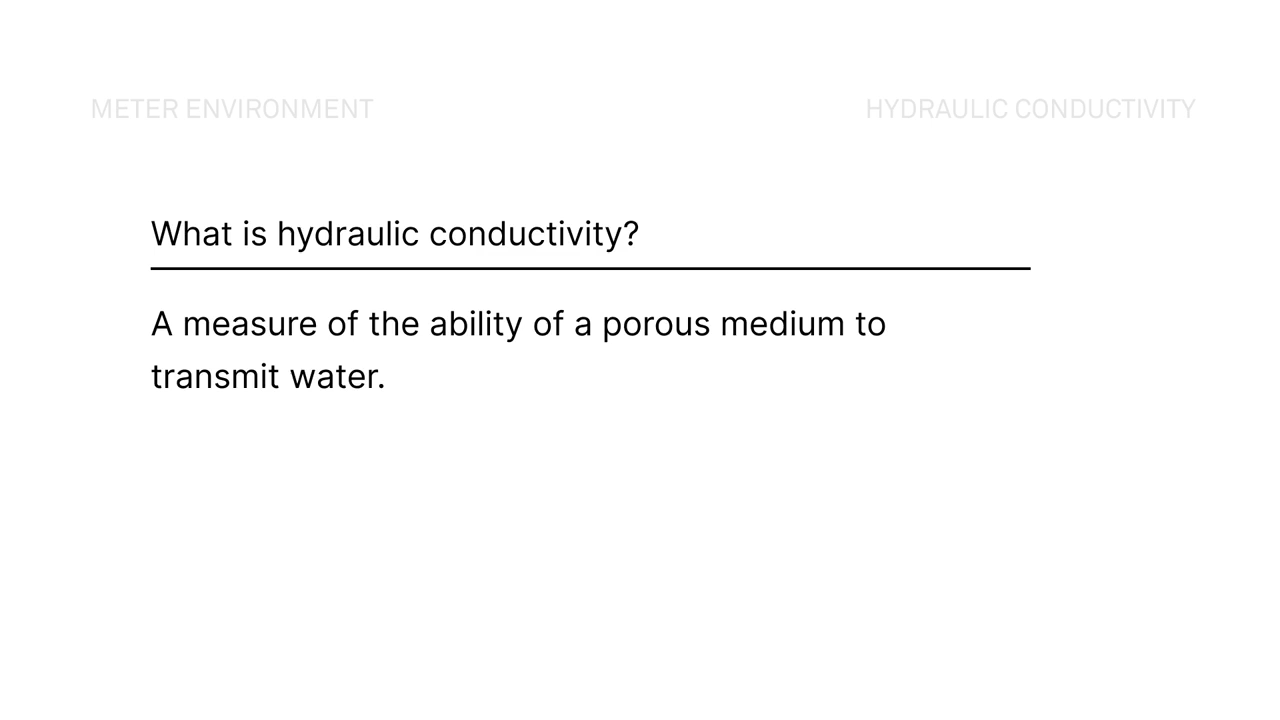 METER ENVIRONMENT
HYDRAULIC CONDUCTIVITY
What is hydraulic conductivity?
A measure of the ability of a porous medium to
transmit water.